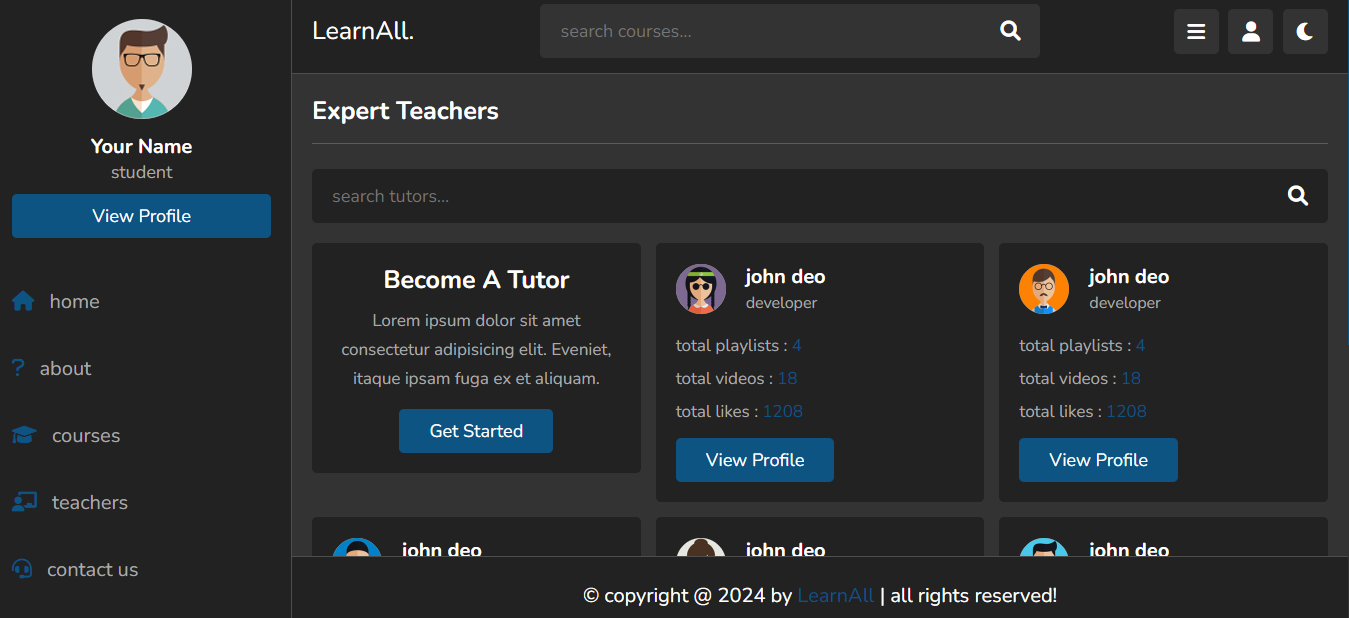 Your Name
student
View Profile
home
about
courses
teachers
contact us
LearnAll.
search courses...
Expert Teachers
search tutors...
Become A Tutor
Lorem ipsum dolor sit amet
consectetur adipisicing elit. Eveniet,
itaque ipsam fuga ex et aliquam.
Get Started
john deo
developer
total playlists : 4
total videos : 18
total likes : 1208
View Profile
john deo
developer
total playlists : 4
total videos : 18
total likes : 1208
View Profile
john deo
john deo
john deo
© copyright @ 2024 by LearnAll | all rights reserved!